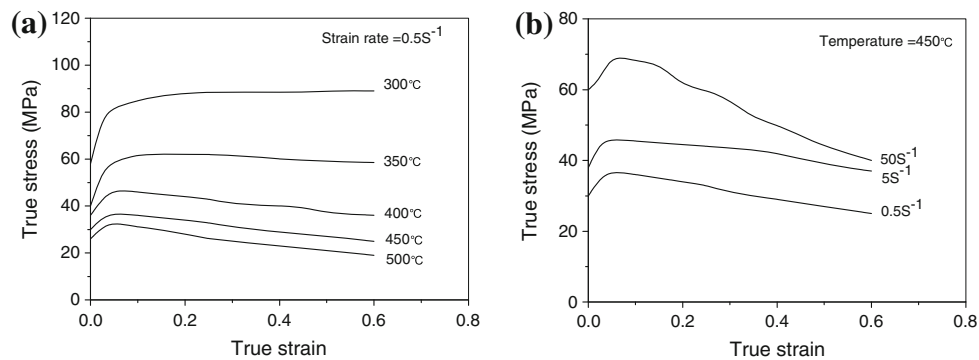 (a)
Strain rate =0.5S⁻¹
True stress (MPa)
120
100
80
60
40
20
0
300℃
350℃
400℃
450℃
500℃
0.0 0.2 0.4 0.6 0.8
True strain
(b)
Temperature =450℃
True stress (MPa)
80
60
40
20
0
50S⁻¹
5S⁻¹
0.5S⁻¹
0.0 0.2 0.4 0.6 0.8
True strain